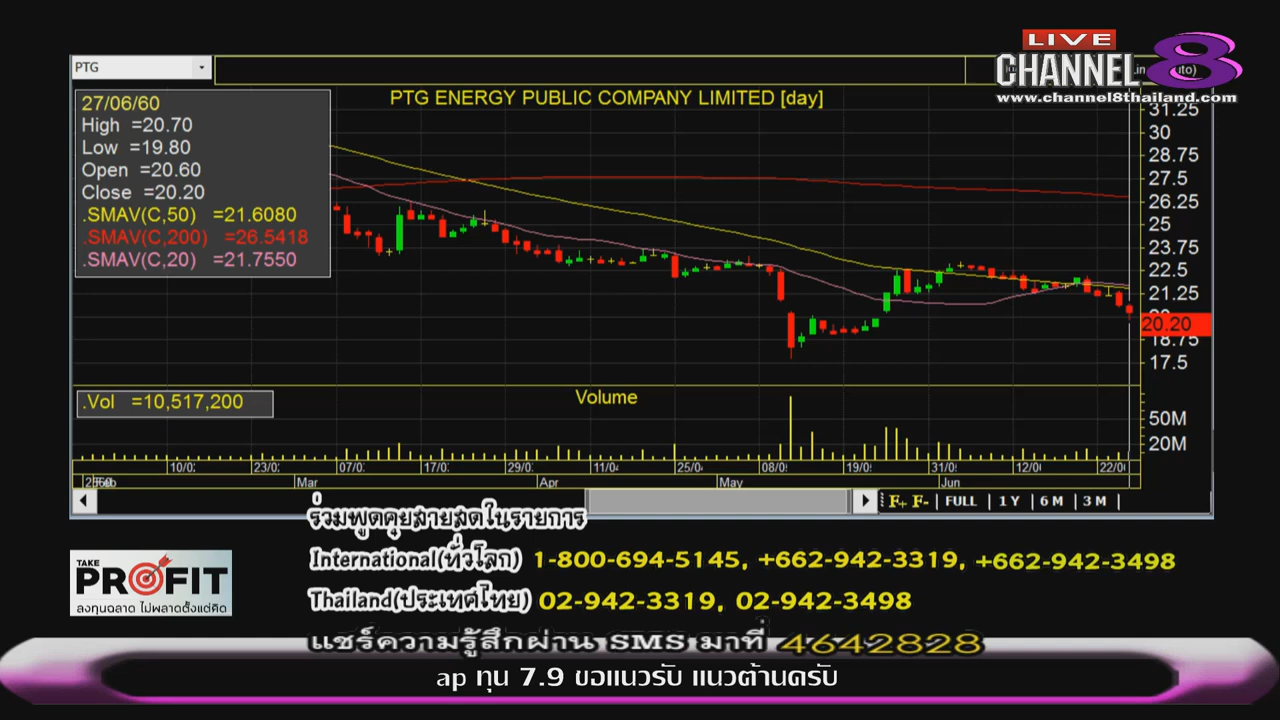 LIVE
CHANNEL 8
www.channel8thailand.com
PTG
PTG ENERGY PUBLIC COMPANY LIMITED [day]
27/06/60
High =20.70
Low =19.80
Open =20.60
Close =20.20
.SMAV(C,50) =21.6080
.SMAV(C,200) =26.5418
.SMAV(C,20) =21.7550
31.25
30
28.75
27.5
26.25
25
23.75
22.5
21.25
20.20
18.75
17.5
.Vol =10,517,200
Volume
50M
20M
10/0 23/0 07/0 17/0 29/0 11/0 25/0 08/0 19/0 31/0 12/0 22/0
Mar Apr May Jun
F+ F- | FULL | 1 Y | 6 M | 3 M |
ร่วมพูดคุยสายสดในรายการ
International(ทั่วโลก) 1-800-694-5145, +662-942-3319, +662-942-3498
Thailand(ประเทศไทย) 02-942-3319, 02-942-3498
TAKE
PROFIT
ลงทุนฉลาด ไม่พลาดตั้งแต่คิด
แชร์ความรู้สึกผ่าน SMS มาที่ 4642828
ap ทุน 7.9 ขอแนวรับ แนวต้านครับ